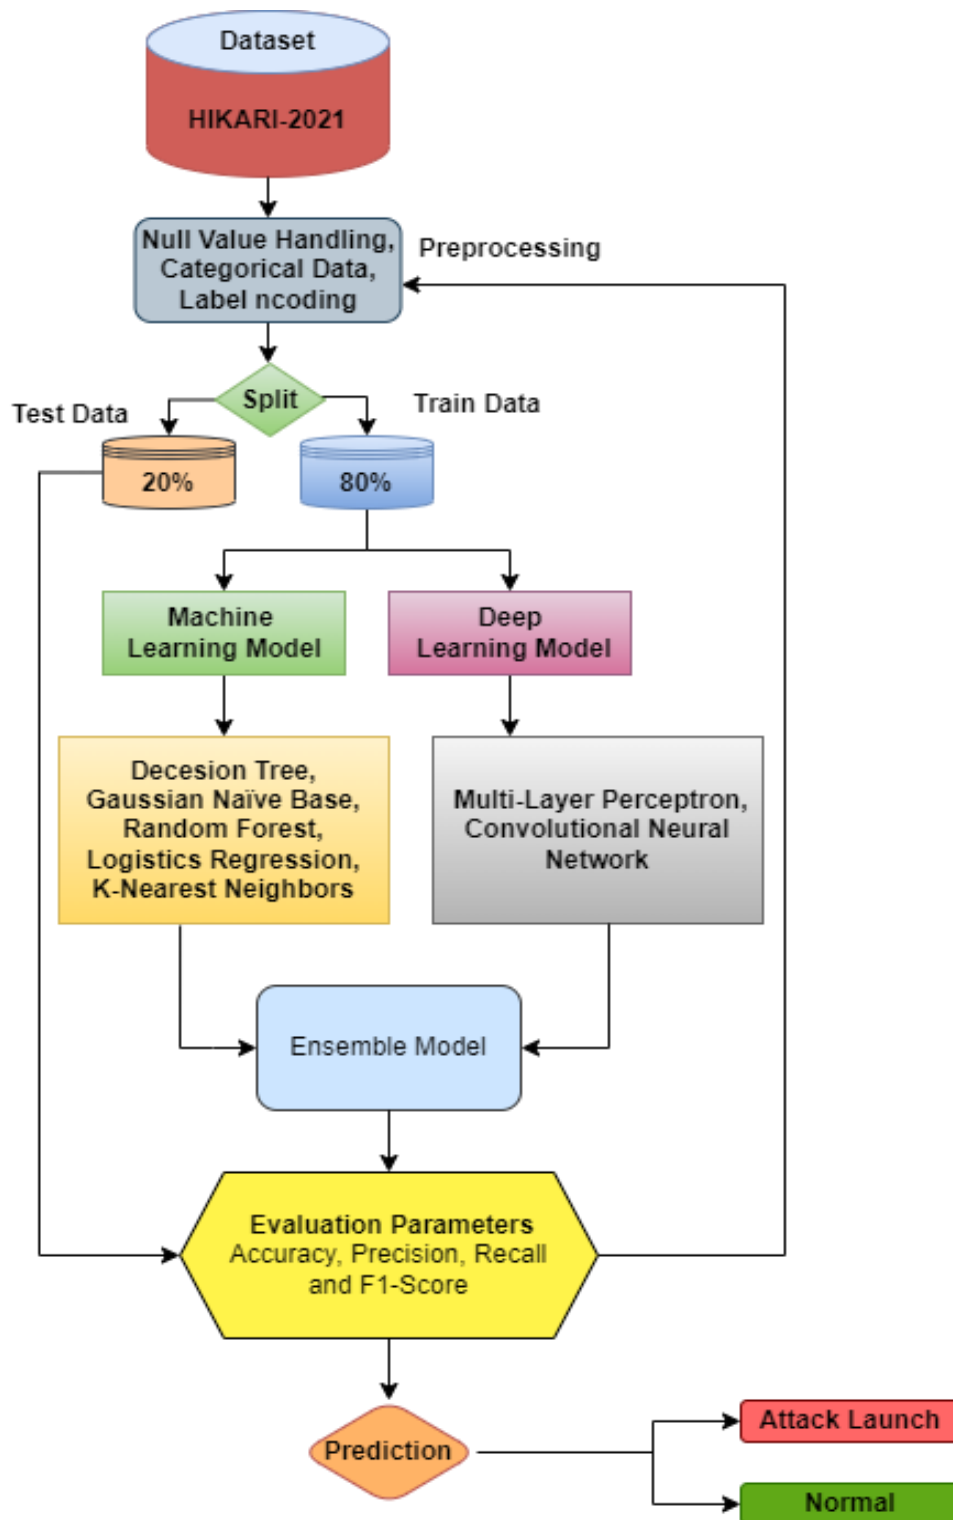 Dataset
HIKARI-2021
Null Value Handling,
Categorical Data,
Label ncoding
Preprocessing
Split
Test Data
Train Data
20%
80%
Machine
Learning Model
Deep
Learning Model
Decesion Tree,
Gaussian Naïve Base,
Random Forest,
Logistics Regression,
K-Nearest Neighbors
Multi-Layer Perceptron,
Convolutional Neural
Network
Ensemble Model
Evaluation Parameters
Accuracy, Precision, Recall
and F1-Score
Prediction
Attack Launch
Normal